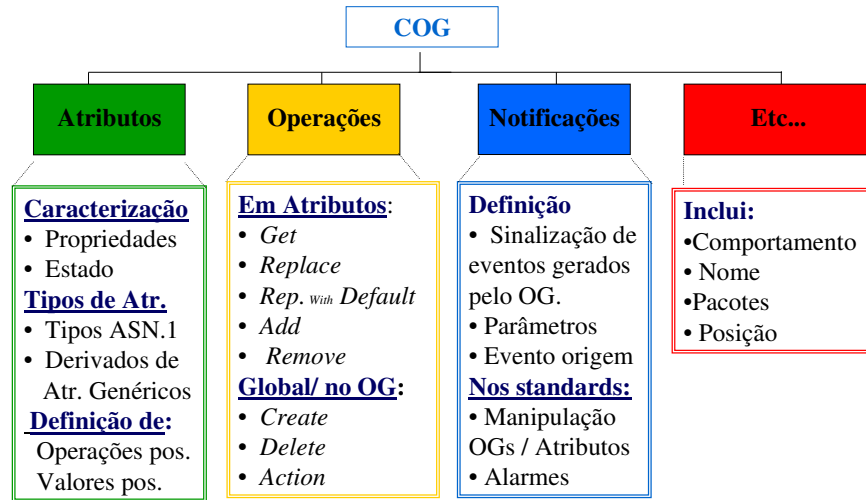 COG
Atributos
Operações
Notificações
Etc...
Caracterização
• Propriedades
• Estado
Tipos de Atr.
• Tipos ASN.1
• Derivados de
Atr. Genéricos
Definição de:
Operações pos.
Valores pos.
Em Atributos:
• Get
• Replace
• Rep. With Default
• Add
• Remove
Global/ no OG:
• Create
• Delete
• Action
Definição
• Sinalização de
eventos gerados
pelo OG.
• Parâmetros
• Evento origem
Nos standards:
• Manipulação
OGs / Atributos
• Alarmes
Inclui:
•Comportamento
• Nome
•Pacotes
• Posição